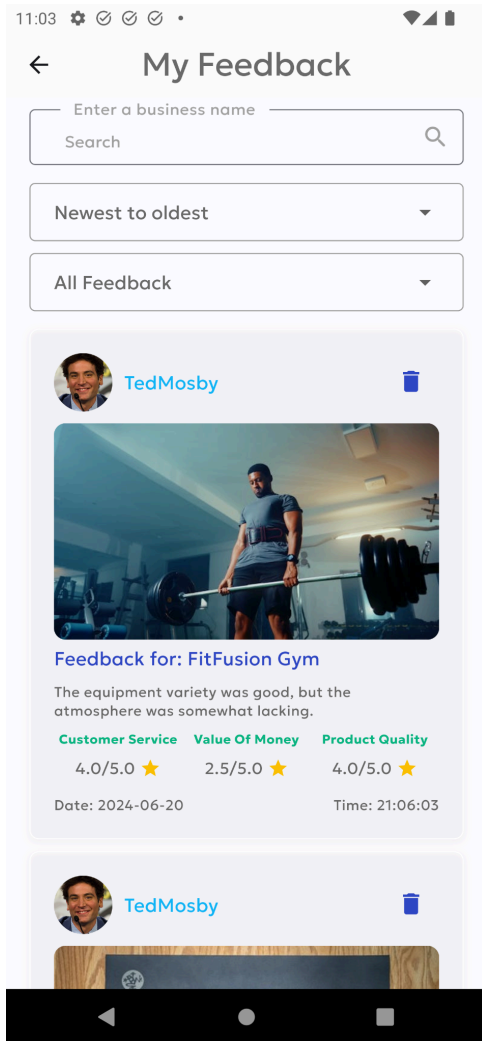 11:03
My Feedback
Enter a business name
Search
Newest to oldest
All Feedback
TedMosby
Feedback for: FitFusion Gym
The equipment variety was good, but the
atmosphere was somewhat lacking.
Customer Service Value Of Money Product Quality
4.0/5.0 2.5/5.0 4.0/5.0
Date: 2024-06-20 Time: 21:06:03
TedMosby